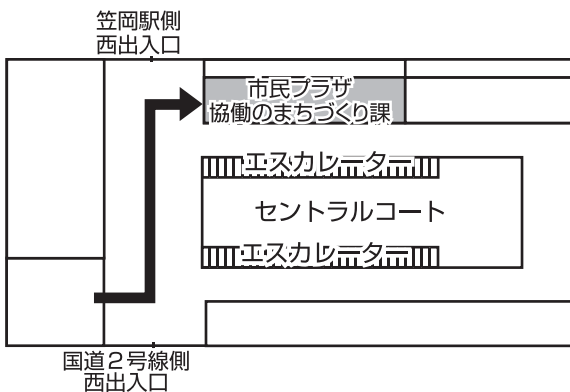 笠岡駅側
西出入口
市民プラザ
協働のまちづくり課
エスカレーター
セントラルコート
エスカレーター
国道２号線側
西出入口